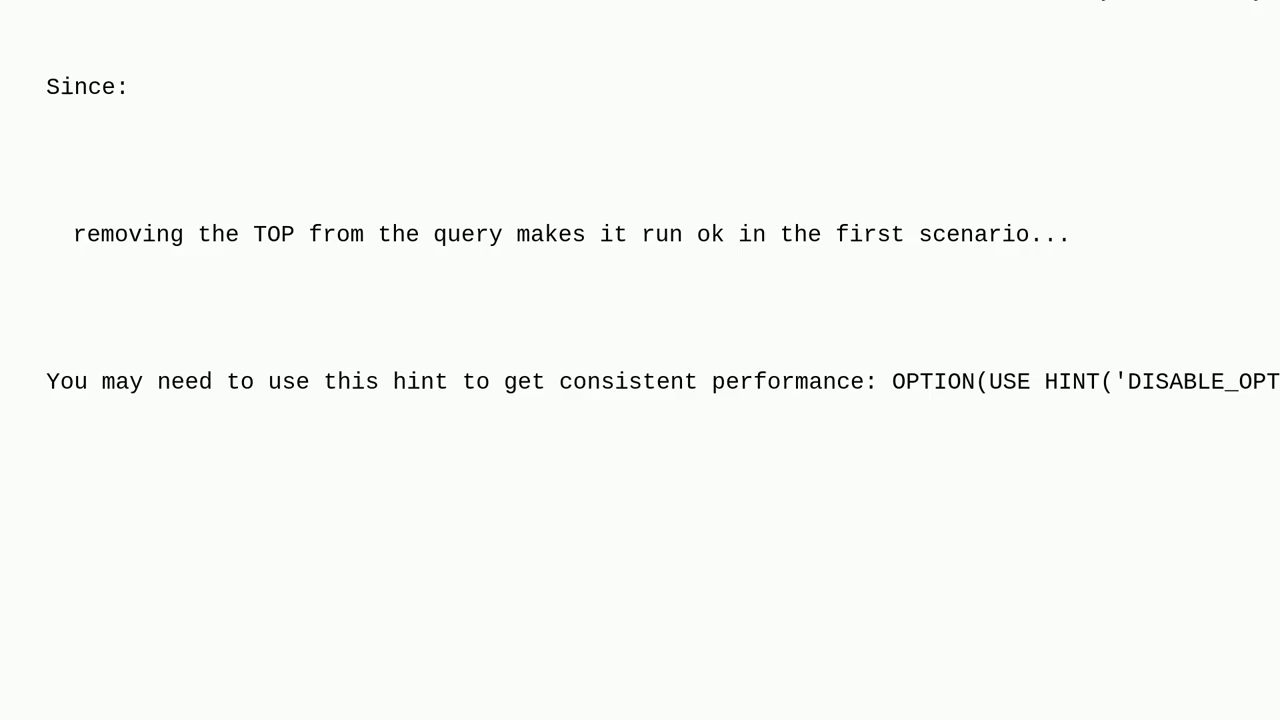 Since:
removing the TOP from the query makes it run ok in the first scenario...
You may need to use this hint to get consistent performance: OPTION(USE HINT('DISABLE_OPT